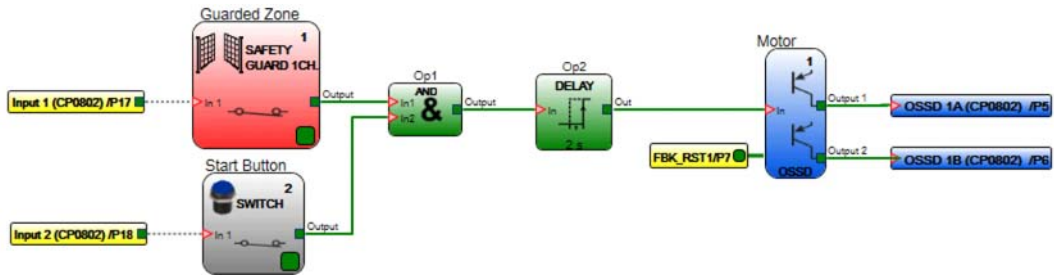 Guarded Zone
1
SAFETY
GUARD 1CH.
Input 1 (CP0802) /P17
In 1
Output
Op1
AND
&
In1
In2
Output
Op2
DELAY
In
Out
2 s
Motor
1
In
Output 1
OSSD 1A (CP0802) /P5
FBK_RST1/P7
Output 2
OSSD 1B (CP0802) /P6
OSSD
Start Button
2
SWITCH
Input 2 (CP0802) /P18
In 1
Output